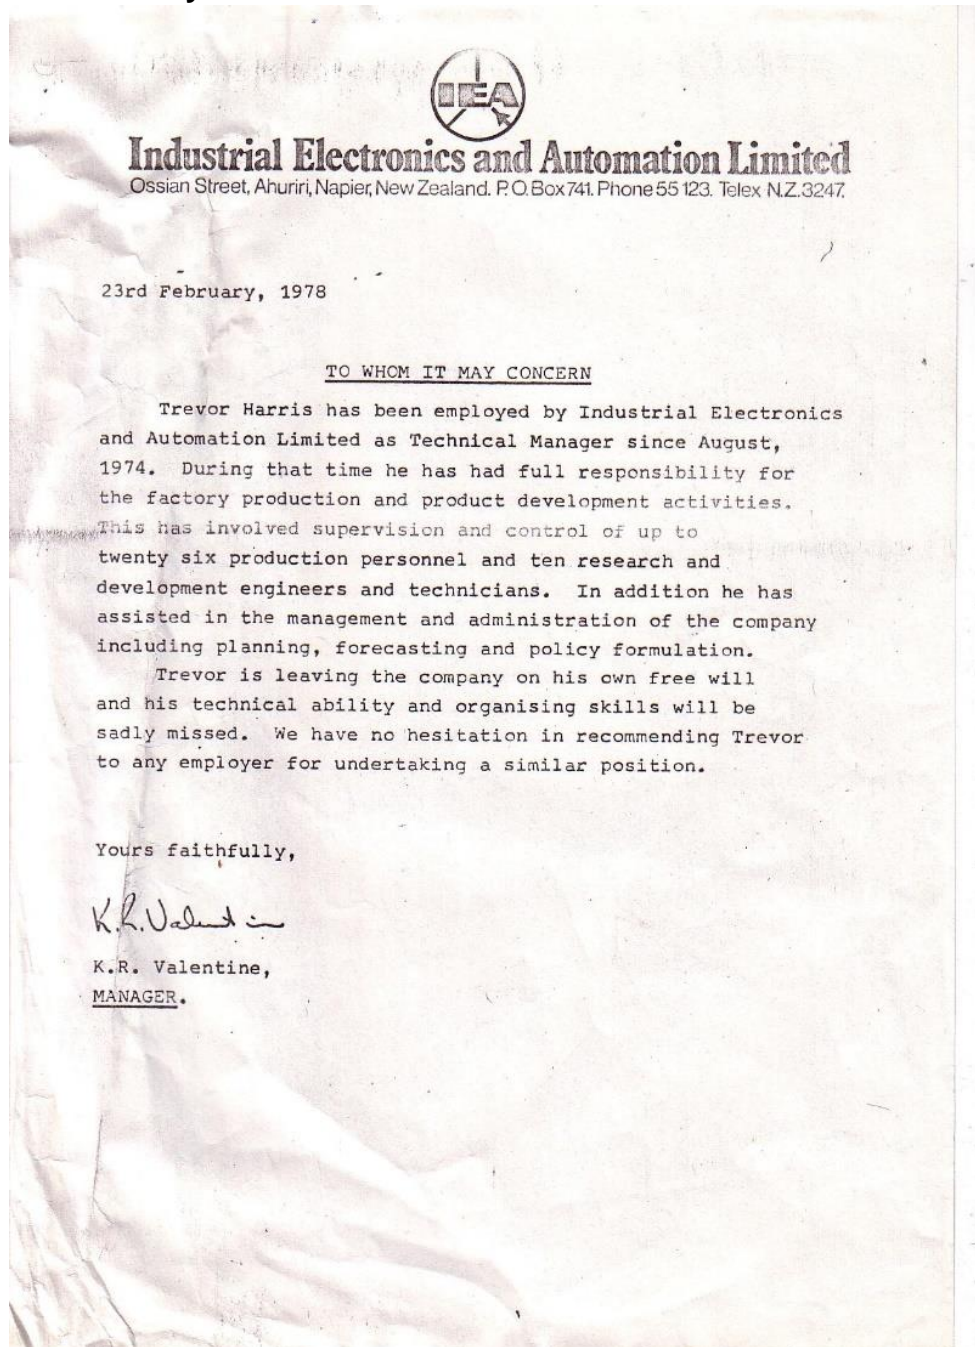 IEA
Industrial Electronics and Automation Limited
Ossian Street, Ahuriri, Napier, New Zealand. P.O. Box 741. Phone 55 123. Telex N.Z. 3247.
23rd February, 1978
TO WHOM IT MAY CONCERN
Trevor Harris has been employed by Industrial Electronics
and Automation Limited as Technical Manager since August,
1974. During that time he has had full responsibility for
the factory production and product development activities.
This has involved supervision and control of up to
twenty six production personnel and ten research and
development engineers and technicians. In addition he has
assisted in the management and administration of the company
including planning, forecasting and policy formulation.
Trevor is leaving the company on his own free will
and his technical ability and organising skills will be
sadly missed. We have no hesitation in recommending Trevor
to any employer for undertaking a similar position.
Yours faithfully,
K.R. Valentine
K.R. Valentine,
MANAGER.